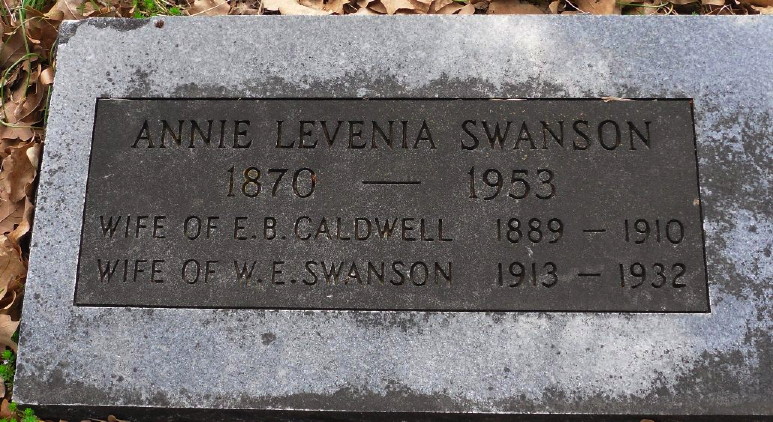 ANNIE LEVENIA SWANSON
1870 — 1953
WIFE OF E.B. CALDWELL 1889 – 1910
WIFE OF W.E. SWANSON 1913 – 1932